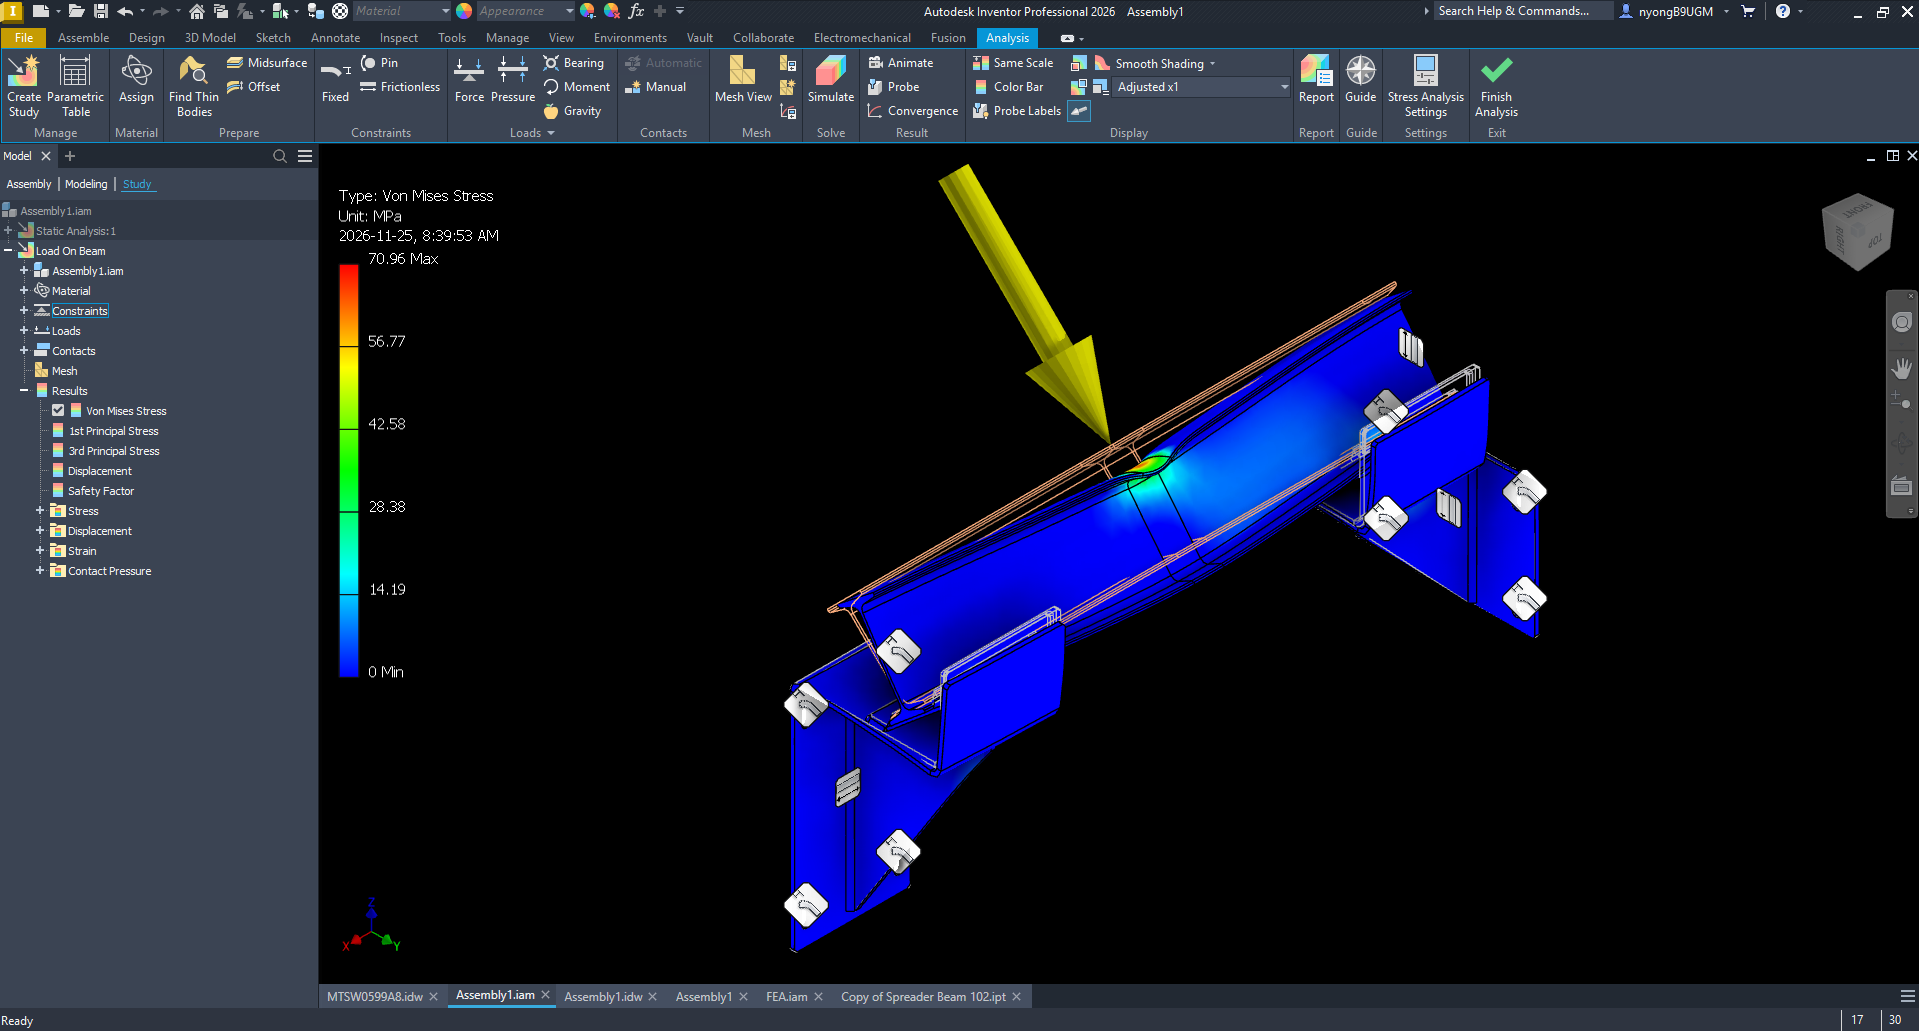 I
Material
Appearance
fx
Autodesk Inventor Professional 2026 Assembly1
Search Help & Commands...
nyongB9UGM
File Assemble Design 3D Model Sketch Annotate Inspect Tools Manage View Environments Vault Collaborate Electromechanical Fusion Analysis
Create Study
Parametric Table
Manage
Assign
Material
Find Thin Bodies
Midsurface
Offset
Prepare
Fixed
Pin
Frictionless
Constraints
Force
Pressure
Bearing
Moment
Gravity
Loads
Automatic
Manual
Contacts
Mesh View
Mesh
Simulate
Solve
Animate
Probe
Convergence
Result
Same Scale
Color Bar
Probe Labels
Smooth Shading
Adjusted x1
Display
Report
Report
Guide
Guide
Stress Analysis Settings
Settings
Finish Analysis
Exit
Model
Assembly | Modeling | Study
Assembly1.iam
Static Analysis:1
Load On Beam
Assembly1.iam
Material
Constraints
Loads
Contacts
Mesh
Results
Von Mises Stress
1st Principal Stress
3rd Principal Stress
Displacement
Safety Factor
Stress
Displacement
Strain
Contact Pressure
Type: Von Mises Stress
Unit: MPa
2026-11-25, 8:39:53 AM
70.96 Max
56.77
42.58
28.38
14.19
0 Min
FRONT
RIGHT
TOP
Z
X
Y
MTSW0599A8.idw Assembly1.iam Assembly1.idw Assembly1 FEA.iam Copy of Spreader Beam 102.ipt
Ready
17 30